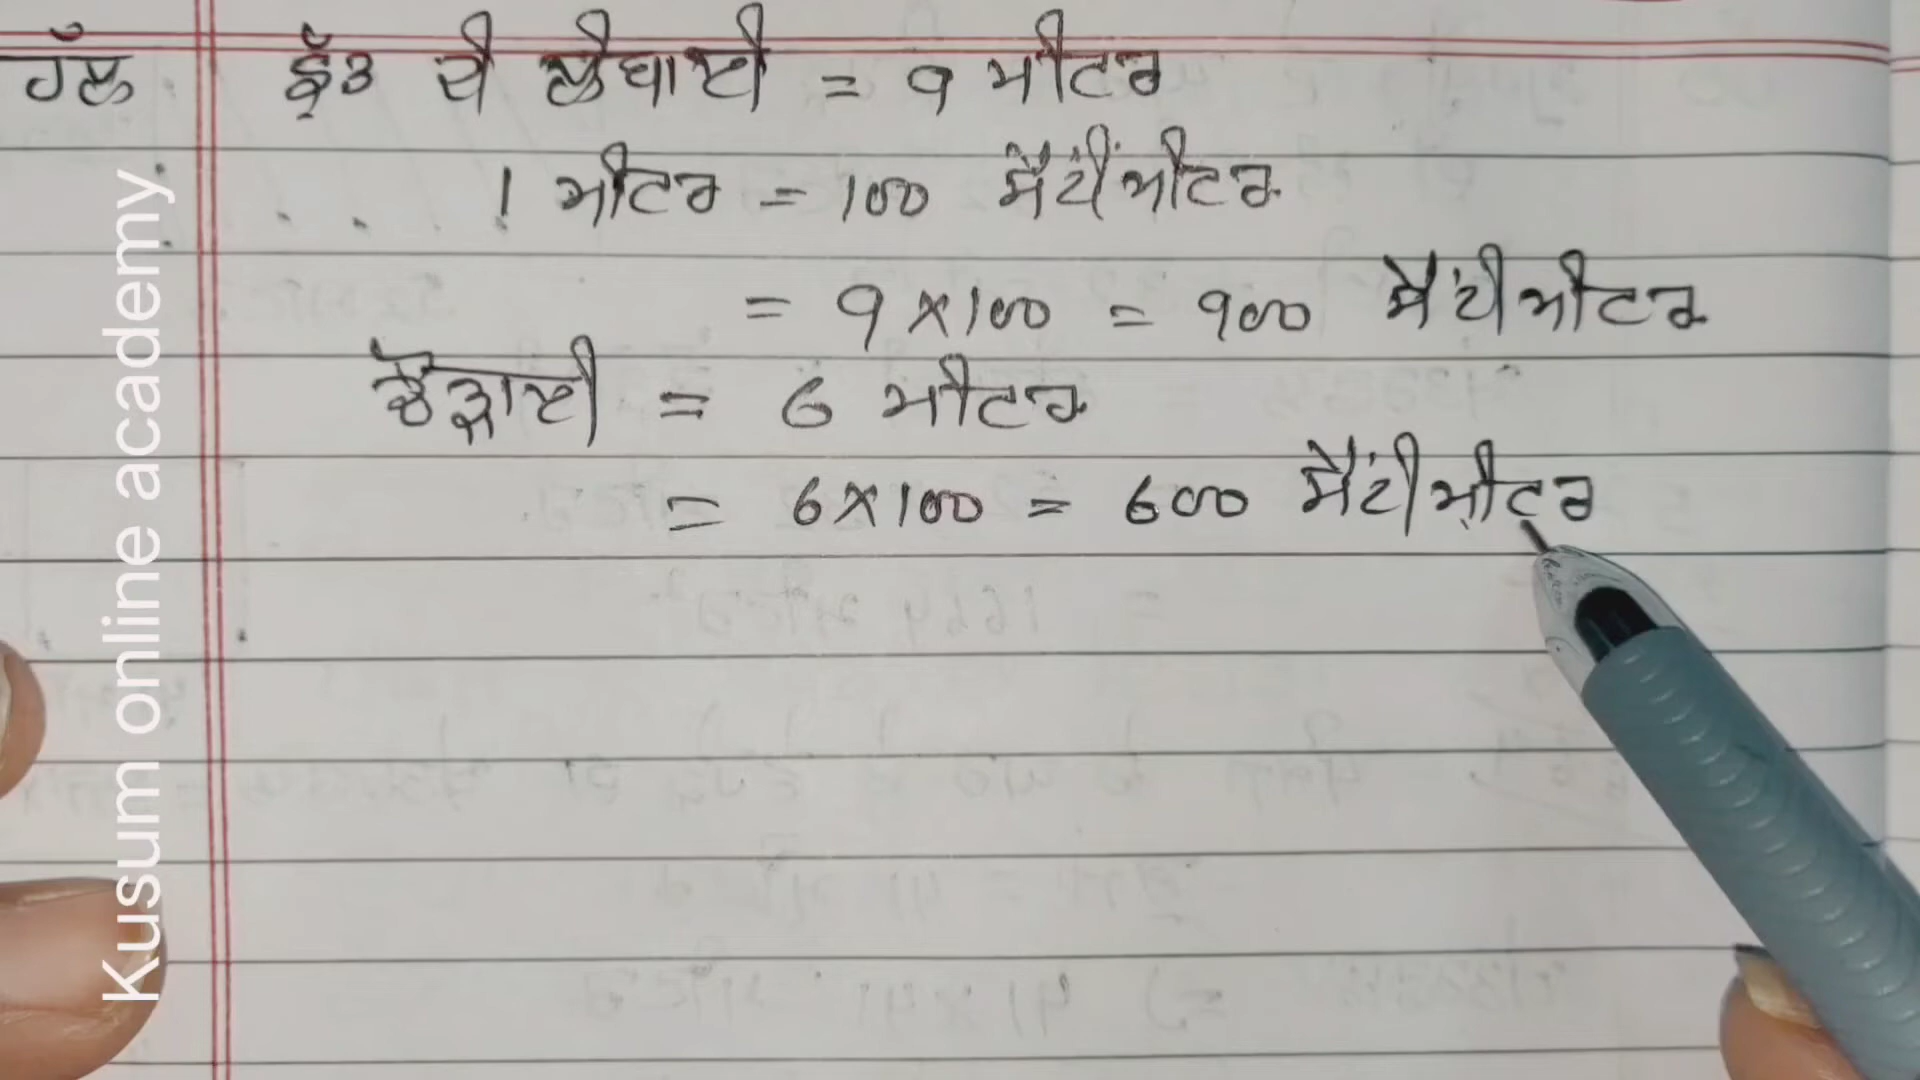 ਹੱਲ ਛੱਤ ਦੀ ਲੰਬਾਈ = 9 ਮੀਟਰ
1 ਮੀਟਰ = 100 ਸੈਂਟੀਮੀਟਰ
= 9 × 100 = 900 ਸੈਂਟੀਮੀਟਰ
ਚੌੜਾਈ = 6 ਮੀਟਰ
= 6 × 100 = 600 ਸੈਂਟੀਮੀਟਰ
Kusum online academy